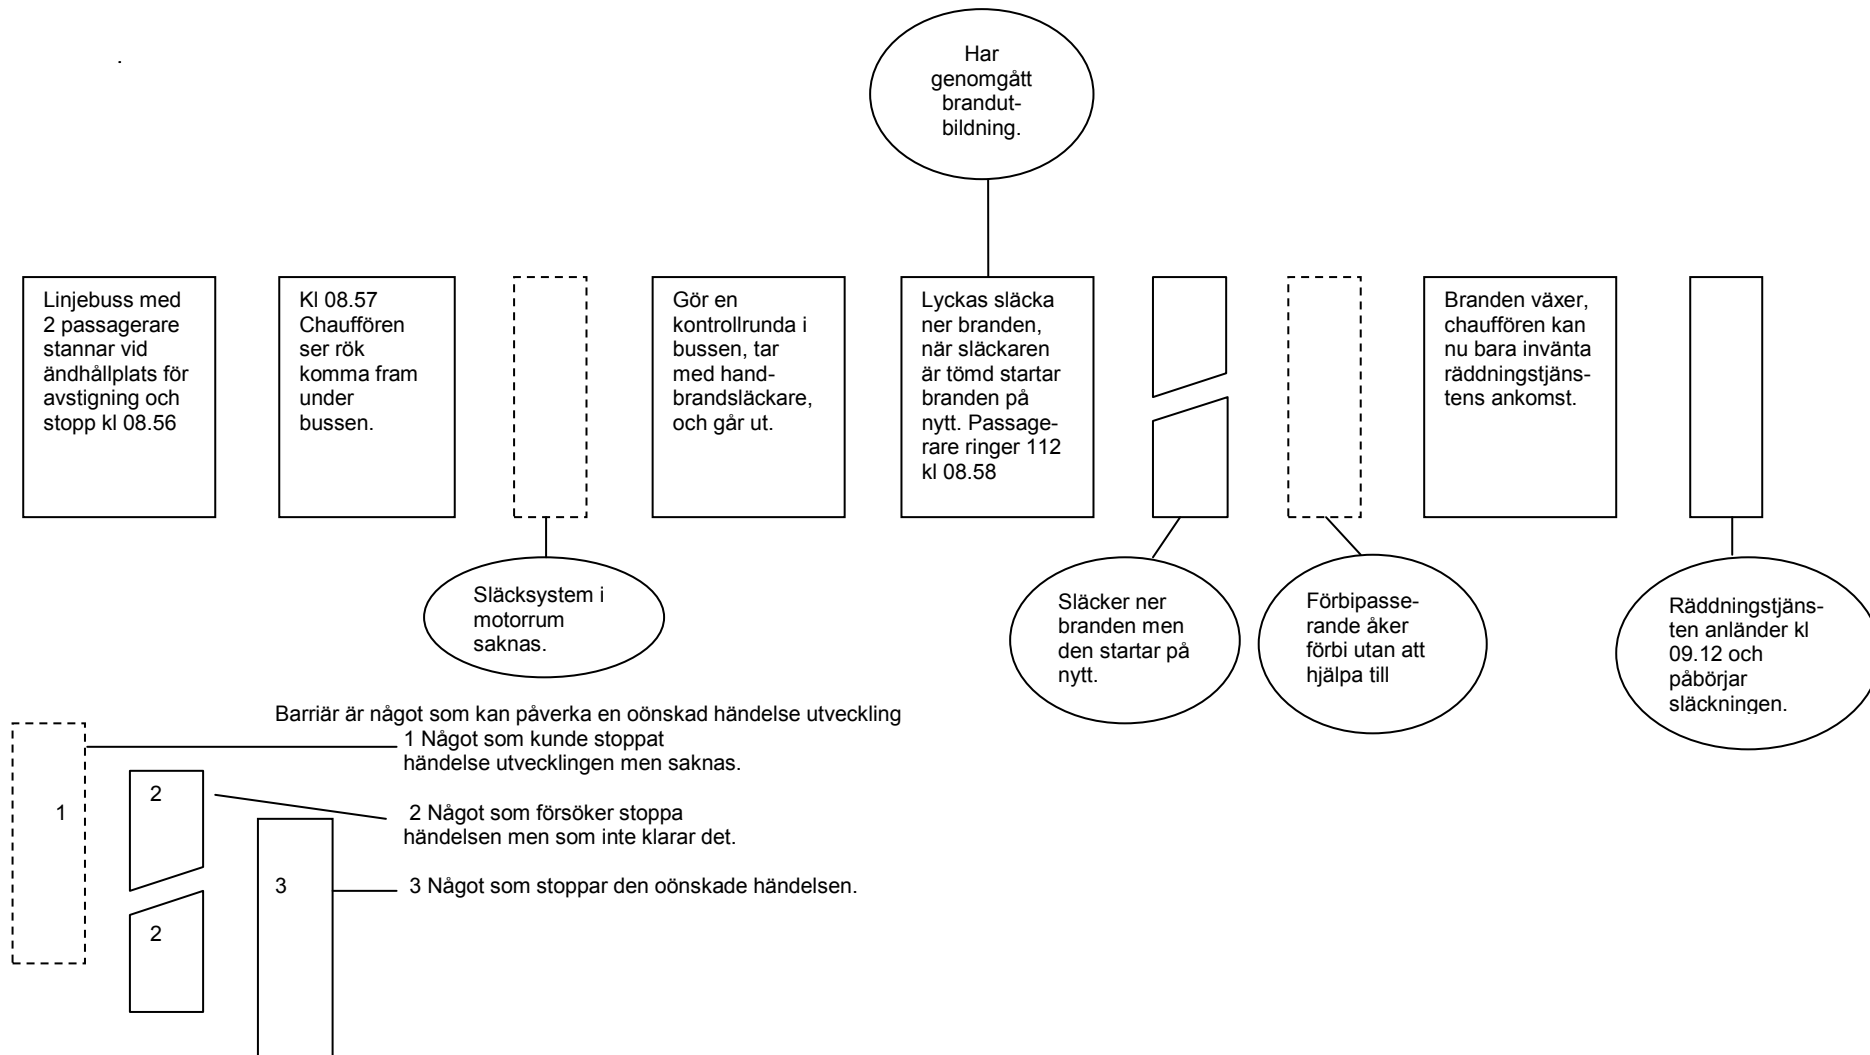 .
Har
genomgått
brandut-
bildning.
Linjebuss med
2 passagerare
stannar vid
ändhållplats för
avstigning och
stopp kl 08.56
Kl 08.57
Chauffören
ser rök
komma fram
under
bussen.
Gör en
kontrollrunda i
bussen, tar
med hand-
brandsläckare,
och går ut.
Lyckas släcka
ner branden,
när släckaren
är tömd startar
branden på
nytt. Passage-
rare ringer 112
kl 08.58
Branden växer,
chauffören kan
nu bara invänta
räddningstjäns-
tens ankomst.
Släcksystem i
motorrum
saknas.
Släcker ner
branden men
den startar på
nytt.
Förbipasse-
rande åker
förbi utan att
hjälpa till
Räddningstjäns-
ten anländer kl
09.12 och
påbörjar
släckningen.
Barriär är något som kan påverka en oönskad händelse utveckling
1 Något som kunde stoppat
händelse utvecklingen men saknas.
1
2
2 Något som försöker stoppa
händelsen men som inte klarar det.
3
3 Något som stoppar den oönskade händelsen.
2